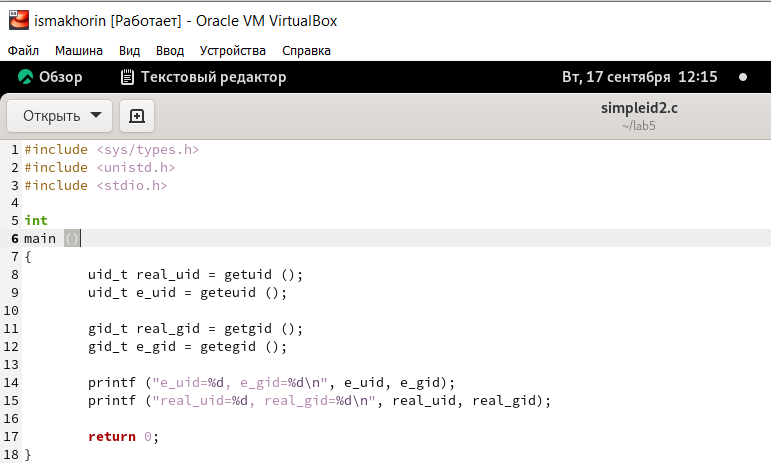 ismakhorin [Работает] - Oracle VM VirtualBox
Файл Машина Вид Ввод Устройства Справка
Обзор Текстовый редактор Вт, 17 сентября 12:15
Открыть simpleid2.c
~/lab5
1 #include <sys/types.h>
2 #include <unistd.h>
3 #include <stdio.h>
4
5 int
6 main ()
7 {
8         uid_t real_uid = getuid ();
9         uid_t e_uid = geteuid ();
10
11         gid_t real_gid = getgid ();
12         gid_t e_gid = getegid ();
13
14         printf ("e_uid=%d, e_gid=%d\n", e_uid, e_gid);
15         printf ("real_uid=%d, real_gid=%d\n", real_uid, real_gid);
16
17         return 0;
18 }